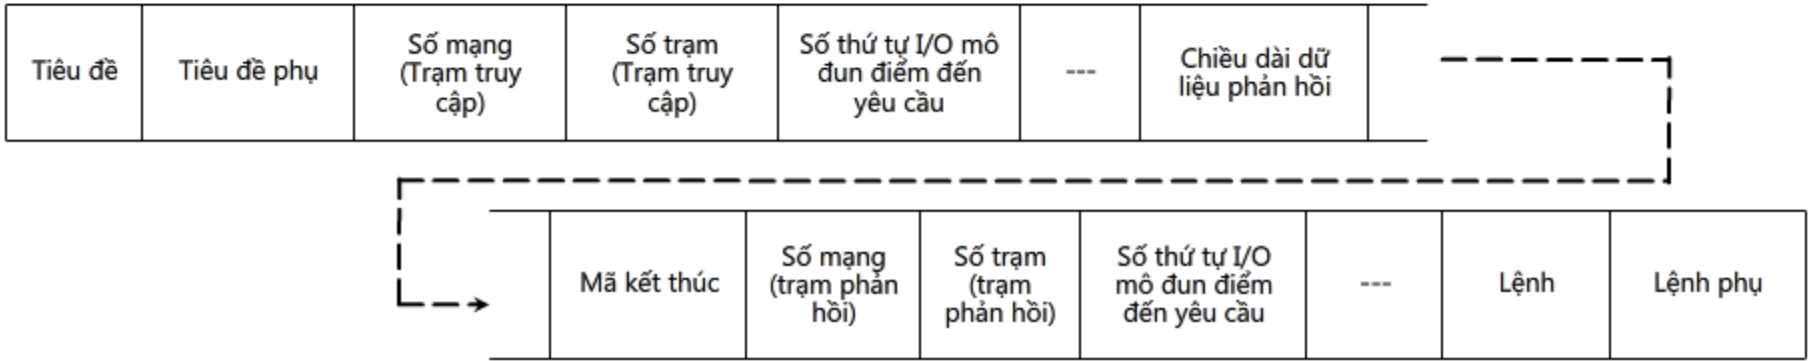 Tiêu đề
Tiêu đề phụ
Số mạng
(Trạm truy
cập)
Số trạm
(Trạm truy
cập)
Số thứ tự I/O mô
đun điểm đến
yêu cầu
---
Chiều dài dữ
liệu phản hồi
Mã kết thúc
Số mạng
(trạm phản
hồi)
Số trạm
(trạm
phản hồi)
Số thứ tự I/O
mô đun điểm
đến yêu cầu
---
Lệnh
Lệnh phụ